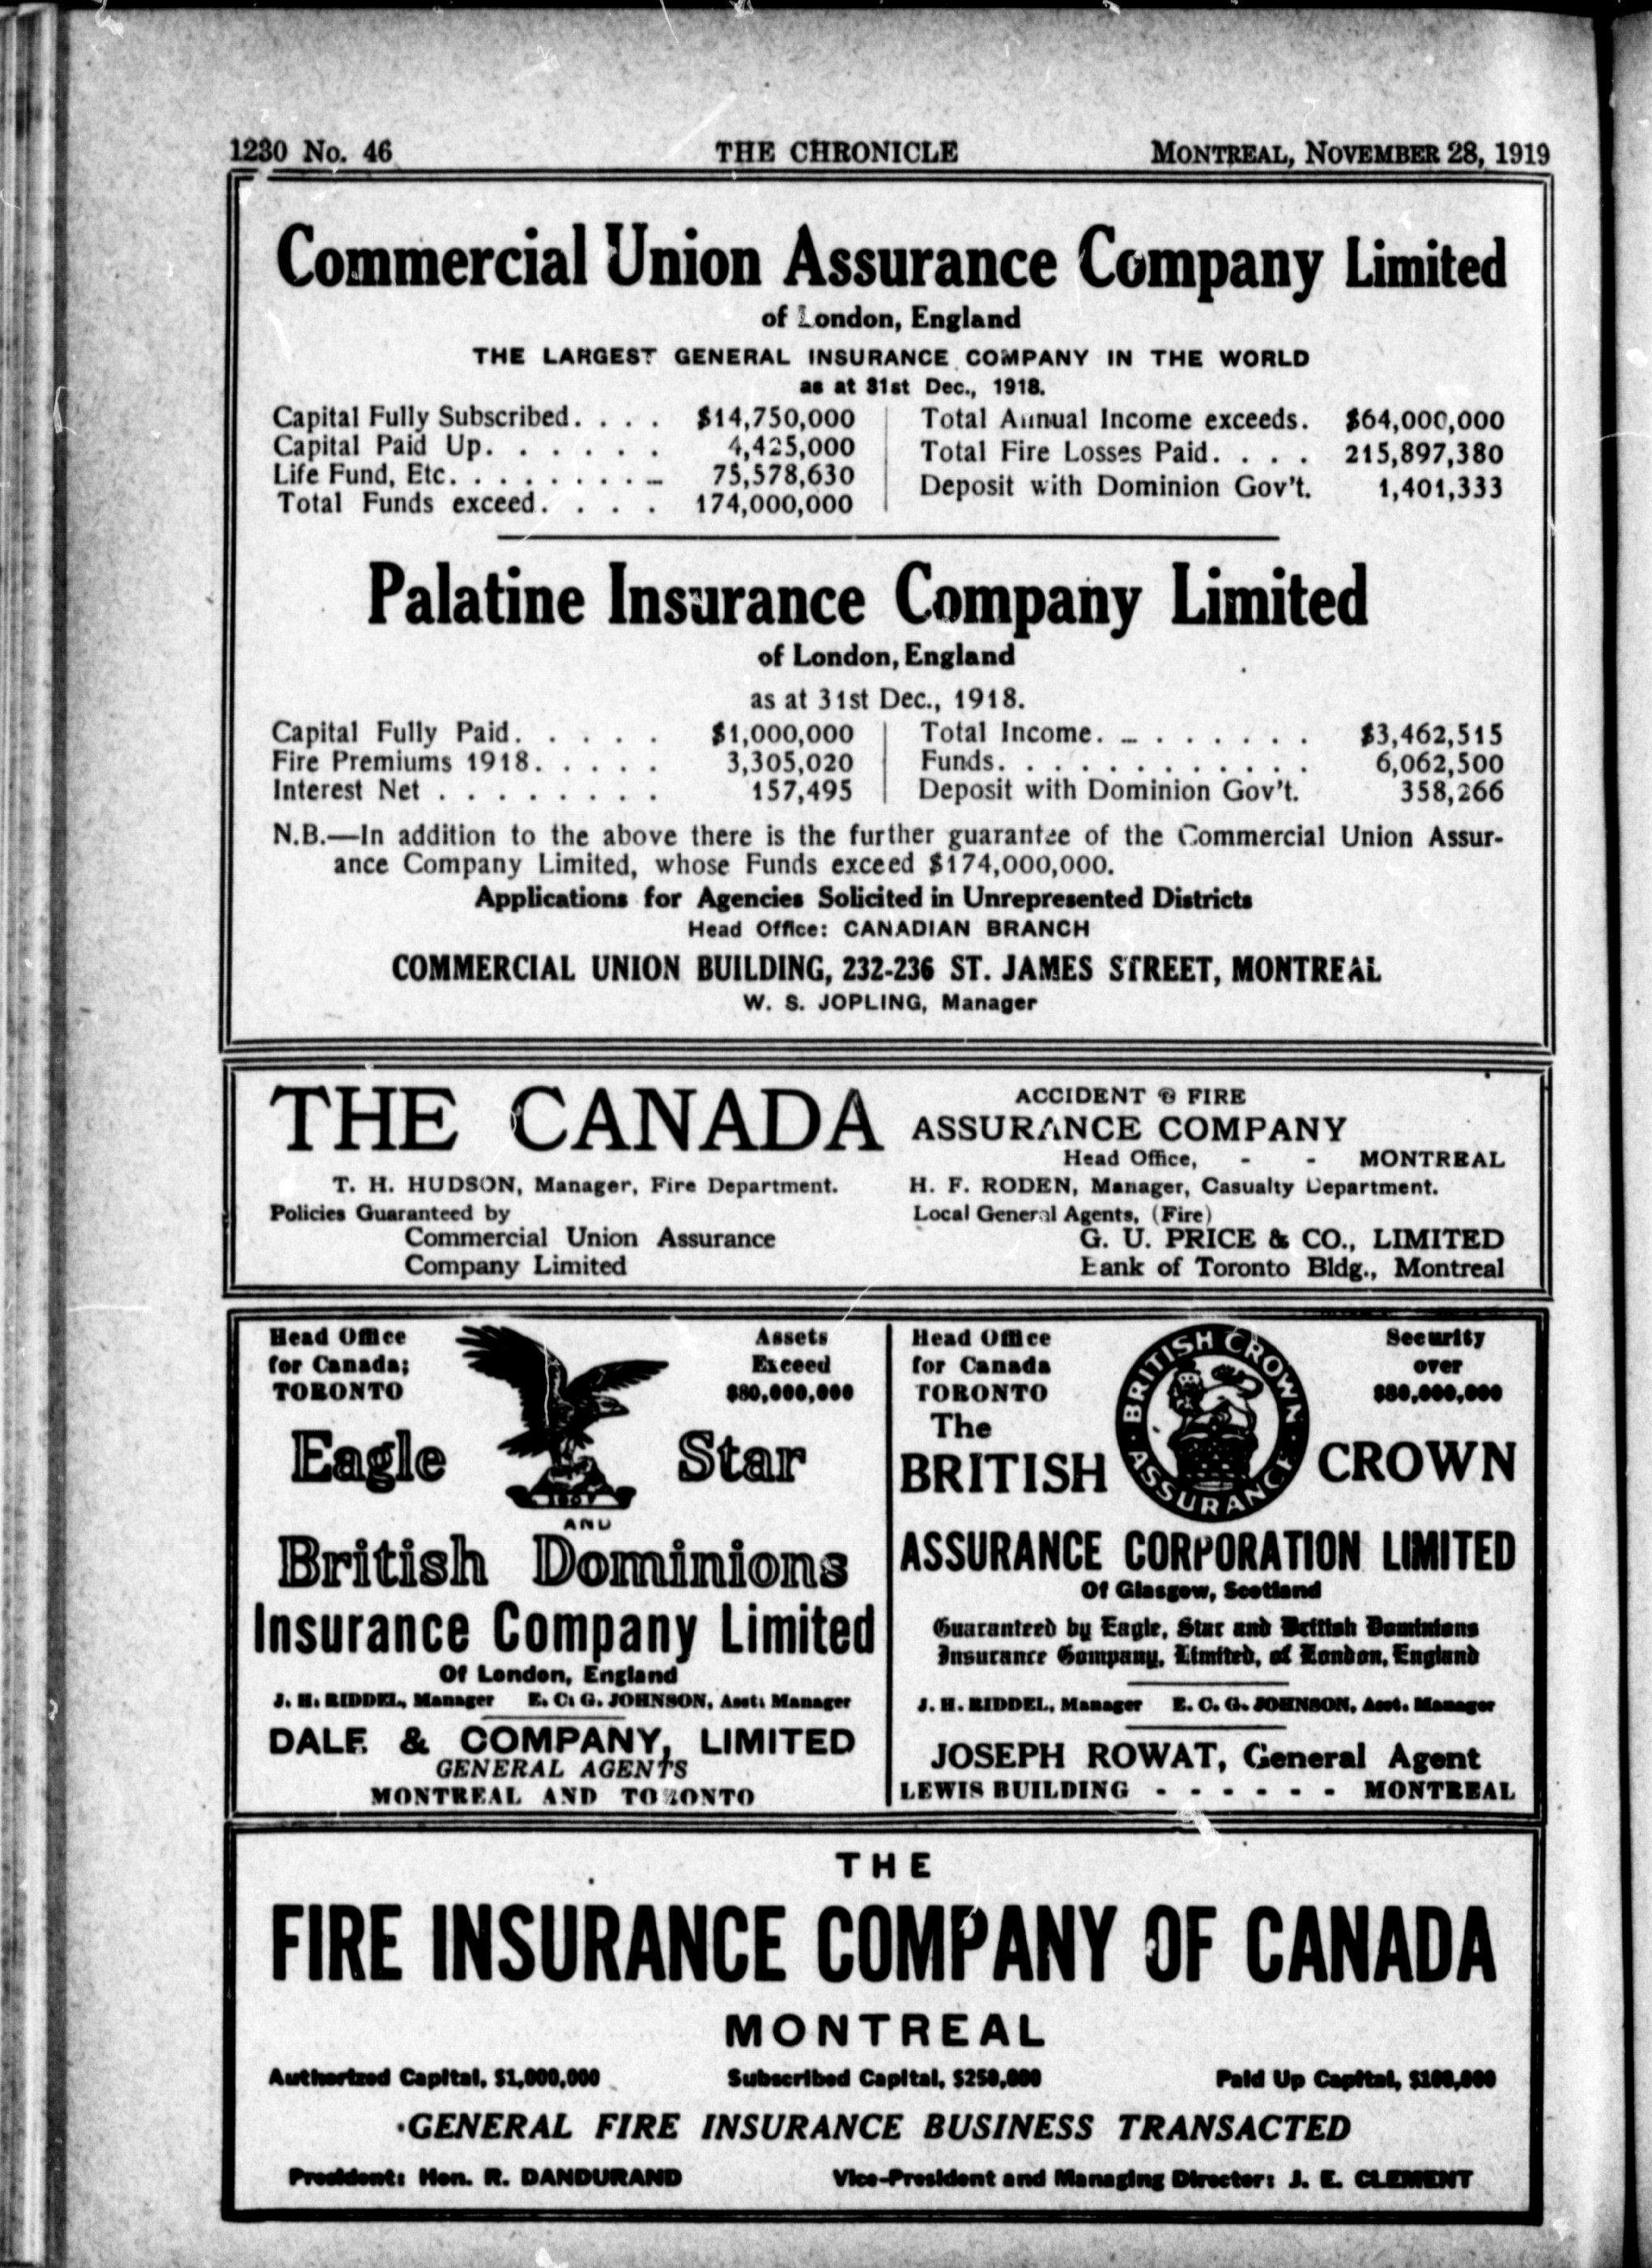 1230 No. 46 THE CHRONICLE MONTREAL, NOVEMBER 28, 1919
Commercial Union Assurance Company Limited
of London, England
THE LARGEST GENERAL INSURANCE COMPANY IN THE WORLD
as at 31st Dec., 1918.
Capital Fully Subscribed. . . . $14,750,000
Capital Paid Up. . . . . . 4,425,000
Life Fund, Etc. . . . . . . . . 75,578,630
Total Funds exceed. . . . 174,000,000
Total Annual Income exceeds. $64,000,000
Total Fire Losses Paid. . . . 215,897,380
Deposit with Dominion Gov't. 1,401,333
Palatine Insurance Company Limited
of London, England
as at 31st Dec., 1918.
Capital Fully Paid. . . . . $1,000,000
Fire Premiums 1918. . . . . 3,305,020
Interest Net . . . . . . . . 157,495
Total Income. . . . . . . . $3,462,515
Funds. . . . . . . . . . . . 6,062,500
Deposit with Dominion Gov't. 358,266
N.B.—In addition to the above there is the further guarantee of the Commercial Union Assur-
ance Company Limited, whose Funds exceed $174,000,000.
Applications for Agencies Solicited in Unrepresented Districts
Head Office: CANADIAN BRANCH
COMMERCIAL UNION BUILDING, 232-236 ST. JAMES STREET, MONTREAL
W. S. JOPLING, Manager
THE CANADA
ACCIDENT & FIRE
ASSURANCE COMPANY
Head Office, - - MONTREAL
T. H. HUDSON, Manager, Fire Department.
H. F. RODEN, Manager, Casualty Department.
Policies Guaranteed by
Commercial Union Assurance
Company Limited
Local General Agents, (Fire)
G. U. PRICE & CO., LIMITED
Bank of Toronto Bldg., Montreal
Head Office
for Canada;
TORONTO
Assets
Exceed
$80,000,000
Eagle Star
1807
AND
British Dominions
Insurance Company Limited
Of London, England
J. H. RIDDEL, Manager E. C. G. JOHNSON, Asst. Manager
DALE & COMPANY, LIMITED
GENERAL AGENTS
MONTREAL AND TORONTO
Head Office
for Canada
TORONTO
Security
over
$80,000,000
The
BRITISH CROWN
BRITISH CROWN ASSURANCE
ASSURANCE CORPORATION LIMITED
Of Glasgow, Scotland
Guaranteed by Eagle, Star and British Dominions
Insurance Company, Limited, of London, England
J. H. RIDDEL, Manager E. C. G. JOHNSON, Asst. Manager
JOSEPH ROWAT, General Agent
LEWIS BUILDING - - - - - - MONTREAL
THE
FIRE INSURANCE COMPANY OF CANADA
MONTREAL
Authorized Capital, $1,000,000 Subscribed Capital, $250,000 Paid Up Capital, $100,000
GENERAL FIRE INSURANCE BUSINESS TRANSACTED
President: Hon. R. DANDURAND Vice-President and Managing Director: J. E. CLEMENT